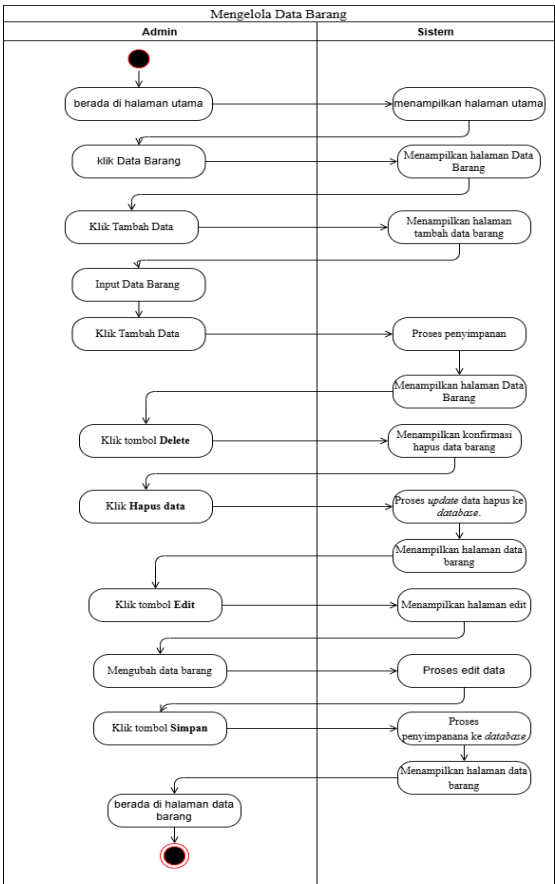 Mengelola Data Barang
Admin
Sistem
berada di halaman utama
menampilkan halaman utama
klik Data Barang
Menampilkan halaman Data
Barang
Klik Tambah Data
Menampilkan halaman
tambah data barang
Input Data Barang
Klik Tambah Data
Proses penyimpanan
Menampilkan halaman Data
Barang
Klik tombol Delete
Menampilkan konfirmasi
hapus data barang
Klik Hapus data
Proses update data hapus ke
database.
Menampilkan halaman data
barang
Klik tombol Edit
Menampilkan halaman edit
Mengubah data barang
Proses edit data
Klik tombol Simpan
Proses
penyimpanana ke database
Menampilkan halaman data
barang
berada di halaman data
barang